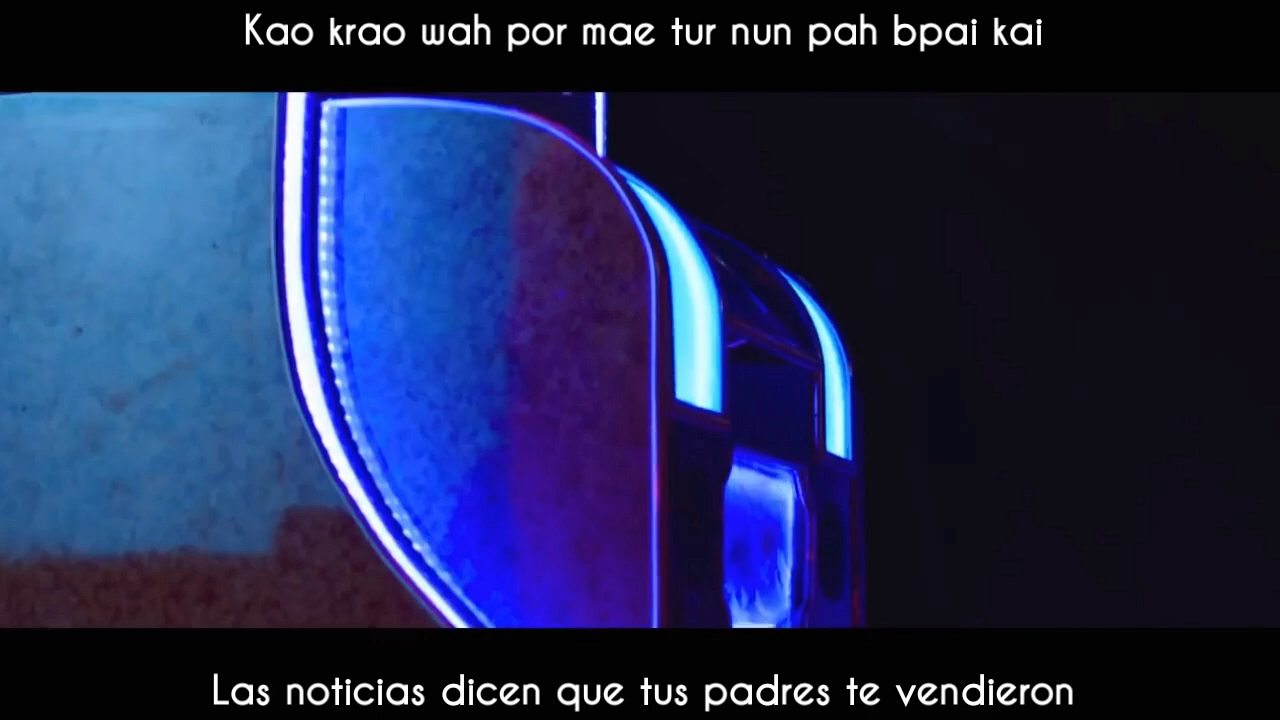 Kao krao wah por mae tur nun pah bpai kai
Las noticias dicen que tus padres te vendieron